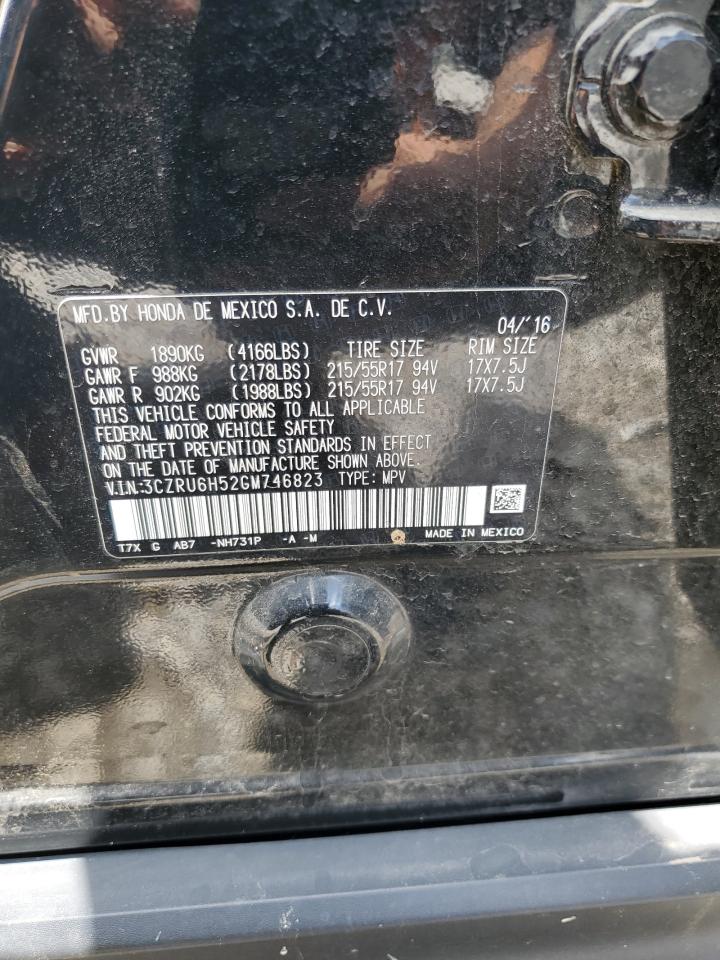 MFD.BY HONDA DE MEXICO S.A. DE C.V.
04/'16
GVWR 1890KG (4166LBS) TIRE SIZE RIM SIZE
GAWR F 988KG (2178LBS) 215/55R17 94V 17X7.5J
GAWR R 902KG (1988LBS) 215/55R17 94V 17X7.5J
THIS VEHICLE CONFORMS TO ALL APPLICABLE
FEDERAL MOTOR VEHICLE SAFETY
AND THEFT PREVENTION STANDARDS IN EFFECT
ON DATE OF MANUFACTURE SHOWN ABOVE.
V.I.N:3CZRU6H52GM746823 TYPE: MPV
T7X G AB7 -NH731P -A -M MADE IN MEXICO